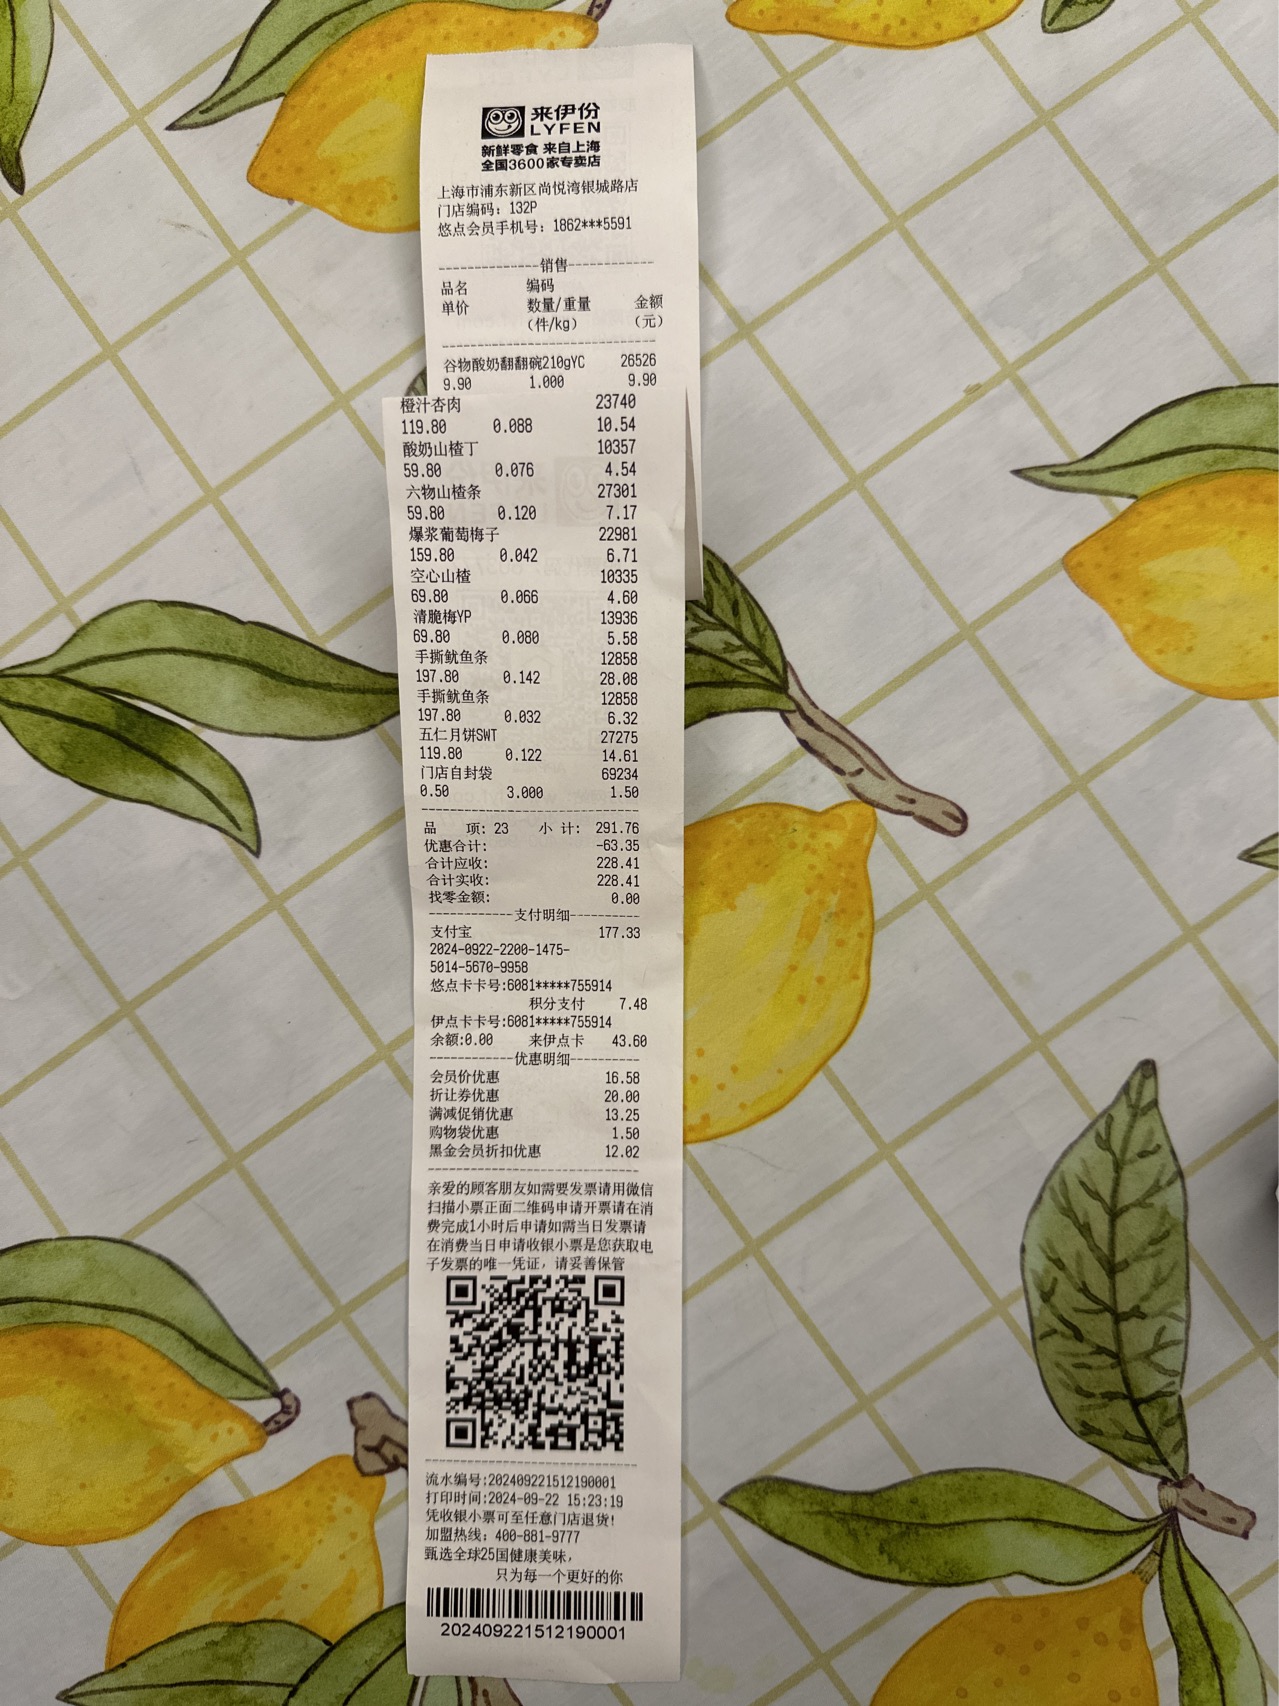 来伊份
LYFEN
新鲜零食 来自上海
全国3600家专卖店
上海市浦东新区尚悦湾银城路店
门店编码: 132P
悠点会员手机号: 1862***5591
--------------销售------------
品名 编码
单价 数量/重量 金额
(件/kg) (元)
------------------------------
谷物酸奶翻翻碗210gYC 26526
9.90 1.000 9.90
橙汁杏肉 23740
119.80 0.088 10.54
酸奶山楂丁 10357
59.80 0.076 4.54
六物山楂条 27301
59.80 0.120 7.17
爆浆葡萄梅子 22981
159.80 0.042 6.71
空心山楂 10335
69.80 0.066 4.60
清脆梅YP 13936
69.80 0.080 5.58
手撕鱿鱼条 12858
197.80 0.142 28.08
手撕鱿鱼条 12858
197.80 0.032 6.32
五仁月饼SWT 27275
119.80 0.122 14.61
门店自封袋 69234
0.50 3.000 1.50
------------------------------
品 项: 23 小 计: 291.76
优惠合计: -63.35
合计应收: 228.41
合计实收: 228.41
找零金额: 0.00
------------支付明细----------
支付宝 177.33
2024-0922-2200-1475-
5014-5670-9958
悠点卡卡号:6081*****755914
积分支付 7.48
伊点卡卡号:6081*****755914
余额:0.00 来伊点卡 43.60
------------优惠明细----------
会员价优惠 16.58
折让券优惠 20.00
满减促销优惠 13.25
购物袋优惠 1.50
黑金会员折扣优惠 12.02
------------------------------
亲爱的顾客朋友如需要发票请用微信
扫描小票正面二维码申请开票请在消
费完成1小时后申请如需当日发票请
在消费当日申请收银小票是您获取电
子发票的唯一凭证, 请妥善保管
------------------------------
流水编号:202409221512190001
打印时间:2024-09-22 15:23:19
凭收银小票可至任意门店退货!
加盟热线: 400-881-9777
甄选全球25国健康美味,
只为每一个更好的你
202409221512190001